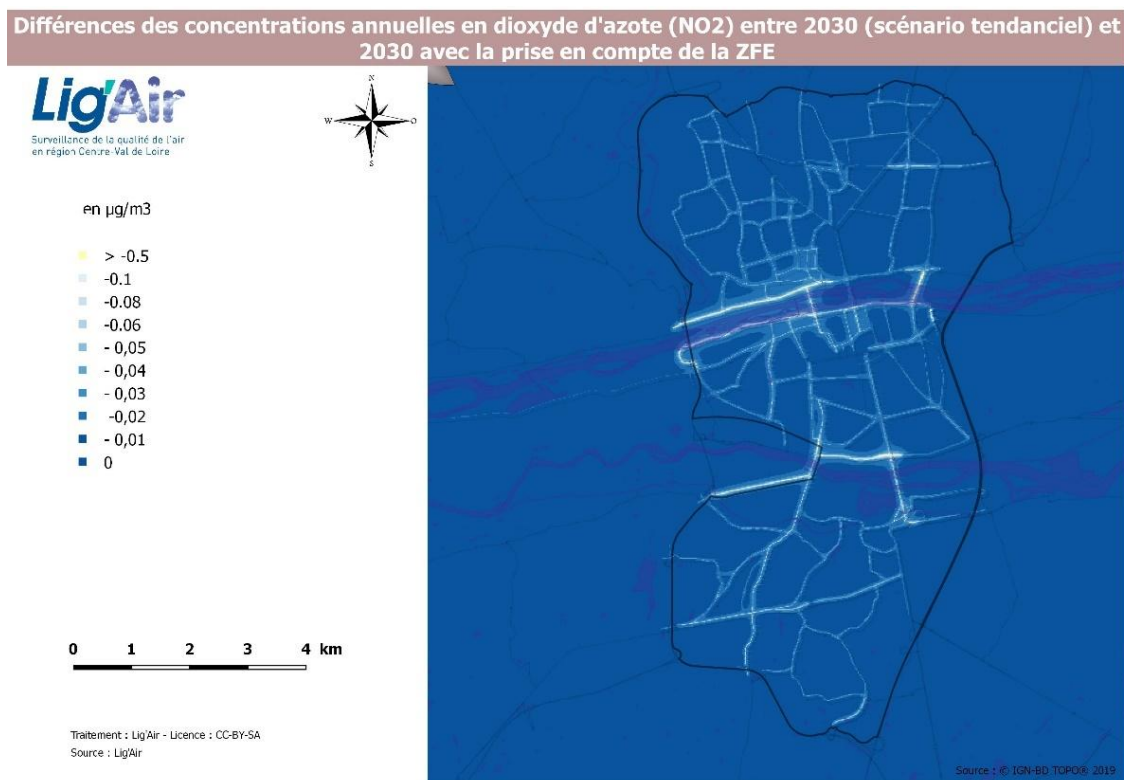 Différences des concentrations annuelles en dioxyde d'azote (NO2) entre 2030 (scénario tendanciel) et
2030 avec la prise en compte de la ZFE
Lig'Air
Surveillance de la qualité de l'air
en région Centre-Val de Loire
N
W
O
S
en µg/m3
> -0.5
-0.1
-0.08
-0.06
- 0,05
- 0,04
- 0,03
-0,02
- 0,01
0
0 1 2 3 4 km
Traitement : Lig'Air - Licence : CC-BY-SA
Source : Lig'Air
Source : © IGN-BD TOPO® 2019